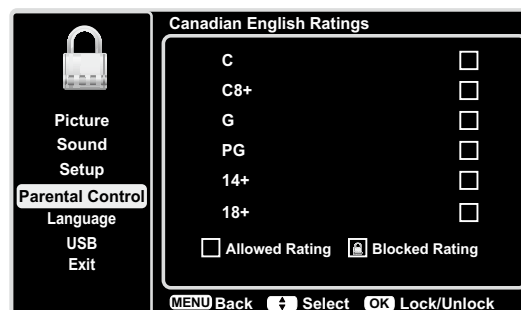 Canadian English Ratings
C
C8+
G
PG
14+
18+
Allowed Rating Blocked Rating
Picture
Sound
Setup
Parental Control
Language
USB
Exit
MENU Back Select OK Lock/Unlock